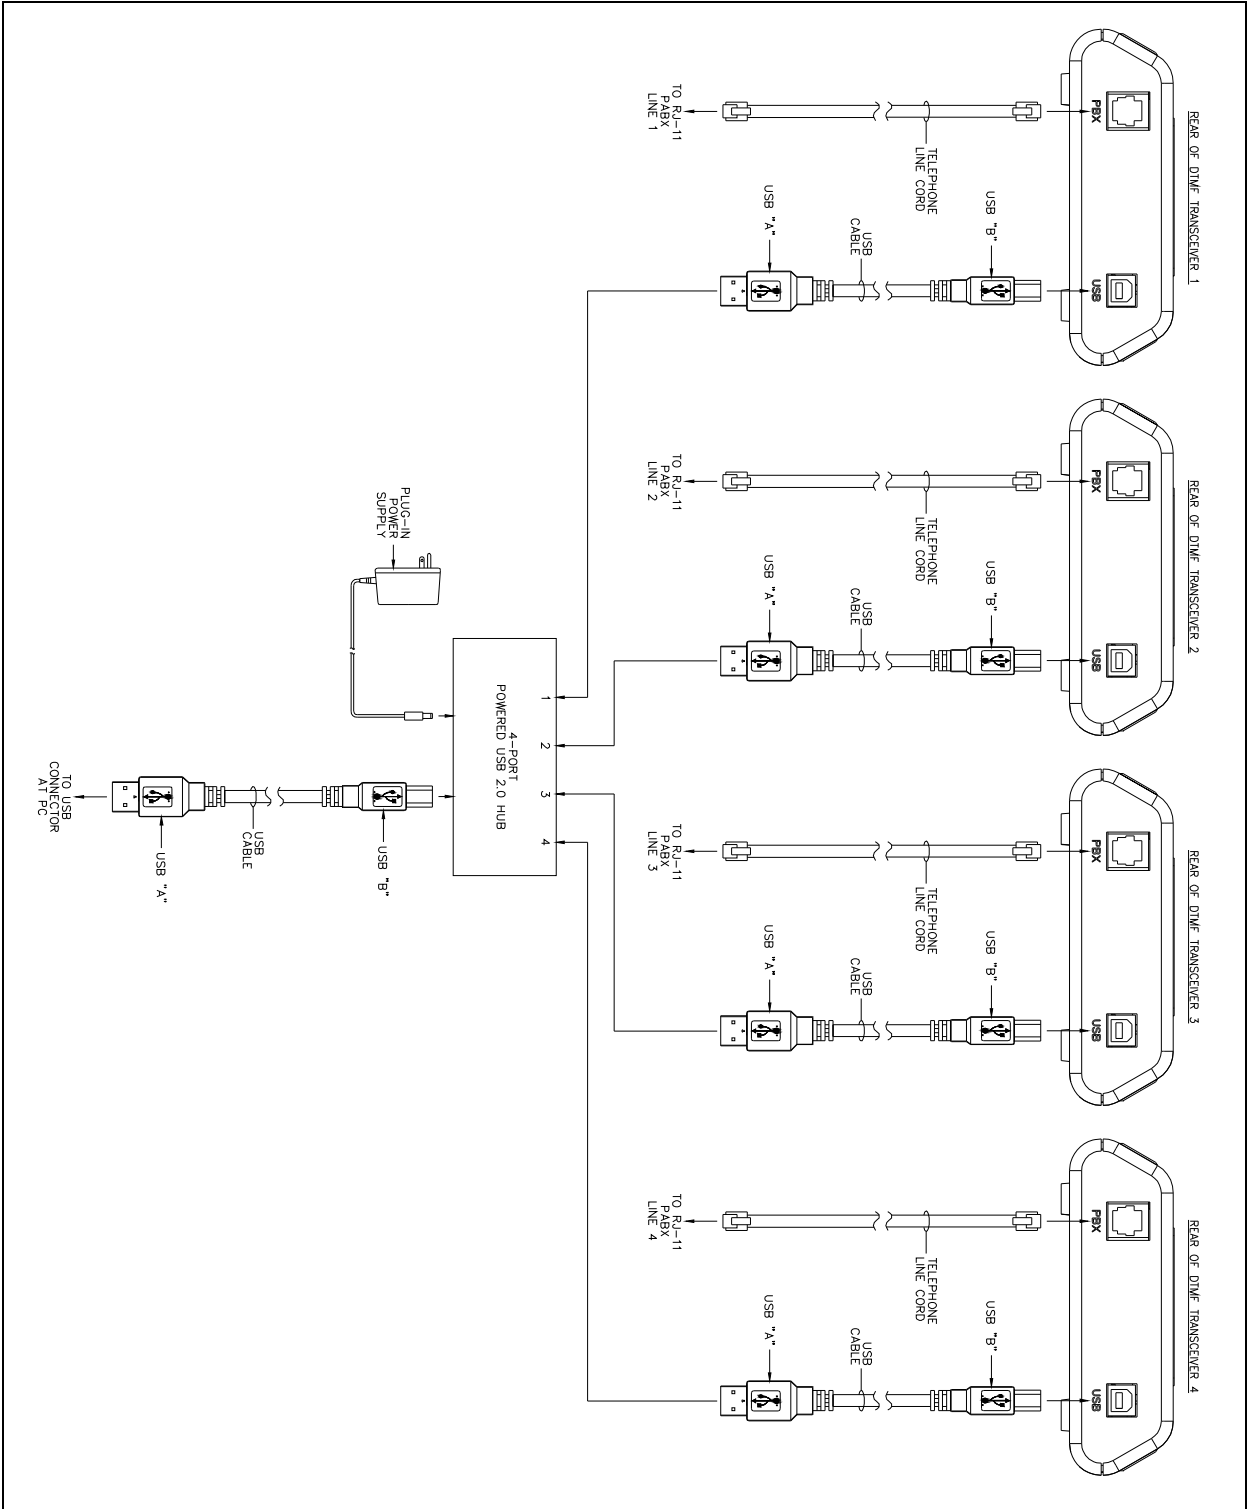 REAR OF DTMF TRANSCEIVER 1
PBX
USB
TELEPHONE
LINE CORD
USB "B"
USB
CABLE
USB "A"
TO RJ-11
PABX
LINE 1
REAR OF DTMF TRANSCEIVER 2
PBX
USB
TELEPHONE
LINE CORD
USB "B"
USB
CABLE
USB "A"
TO RJ-11
PABX
LINE 2
REAR OF DTMF TRANSCEIVER 3
PBX
USB
TELEPHONE
LINE CORD
USB "B"
USB
CABLE
USB "A"
TO RJ-11
PABX
LINE 3
REAR OF DTMF TRANSCEIVER 4
PBX
USB
TELEPHONE
LINE CORD
USB "B"
USB
CABLE
USB "A"
TO RJ-11
PABX
LINE 4
1
2
3
4
4-PORT
POWERED USB 2.0 HUB
PLUG-IN
POWER
SUPPLY
USB "B"
USB
CABLE
USB "A"
TO USB
CONNECTOR
AT PC